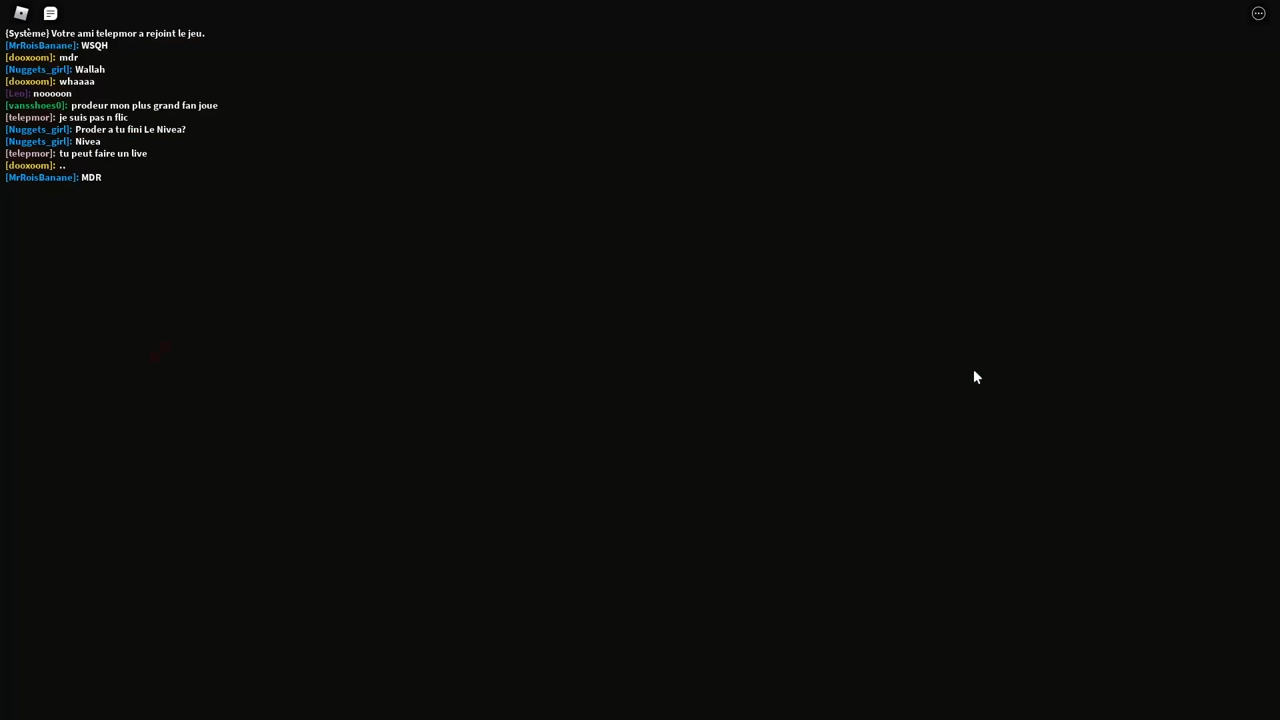 {Système} Votre ami telepmor a rejoint le jeu.
[MrRoisBanane]: WSQH
[dooxoom]: mdr
[Nuggets_girl]: Wallah
[dooxoom]: whaaaa
[Leo]: nooooon
[vansshoes0]: prodeur mon plus grand fan joue
[telepmor]: je suis pas n flic
[Nuggets_girl]: Proder a tu fini Le Nivea?
[Nuggets_girl]: Nivea
[telepmor]: tu peut faire un live
[dooxoom]: ..
[MrRoisBanane]: MDR